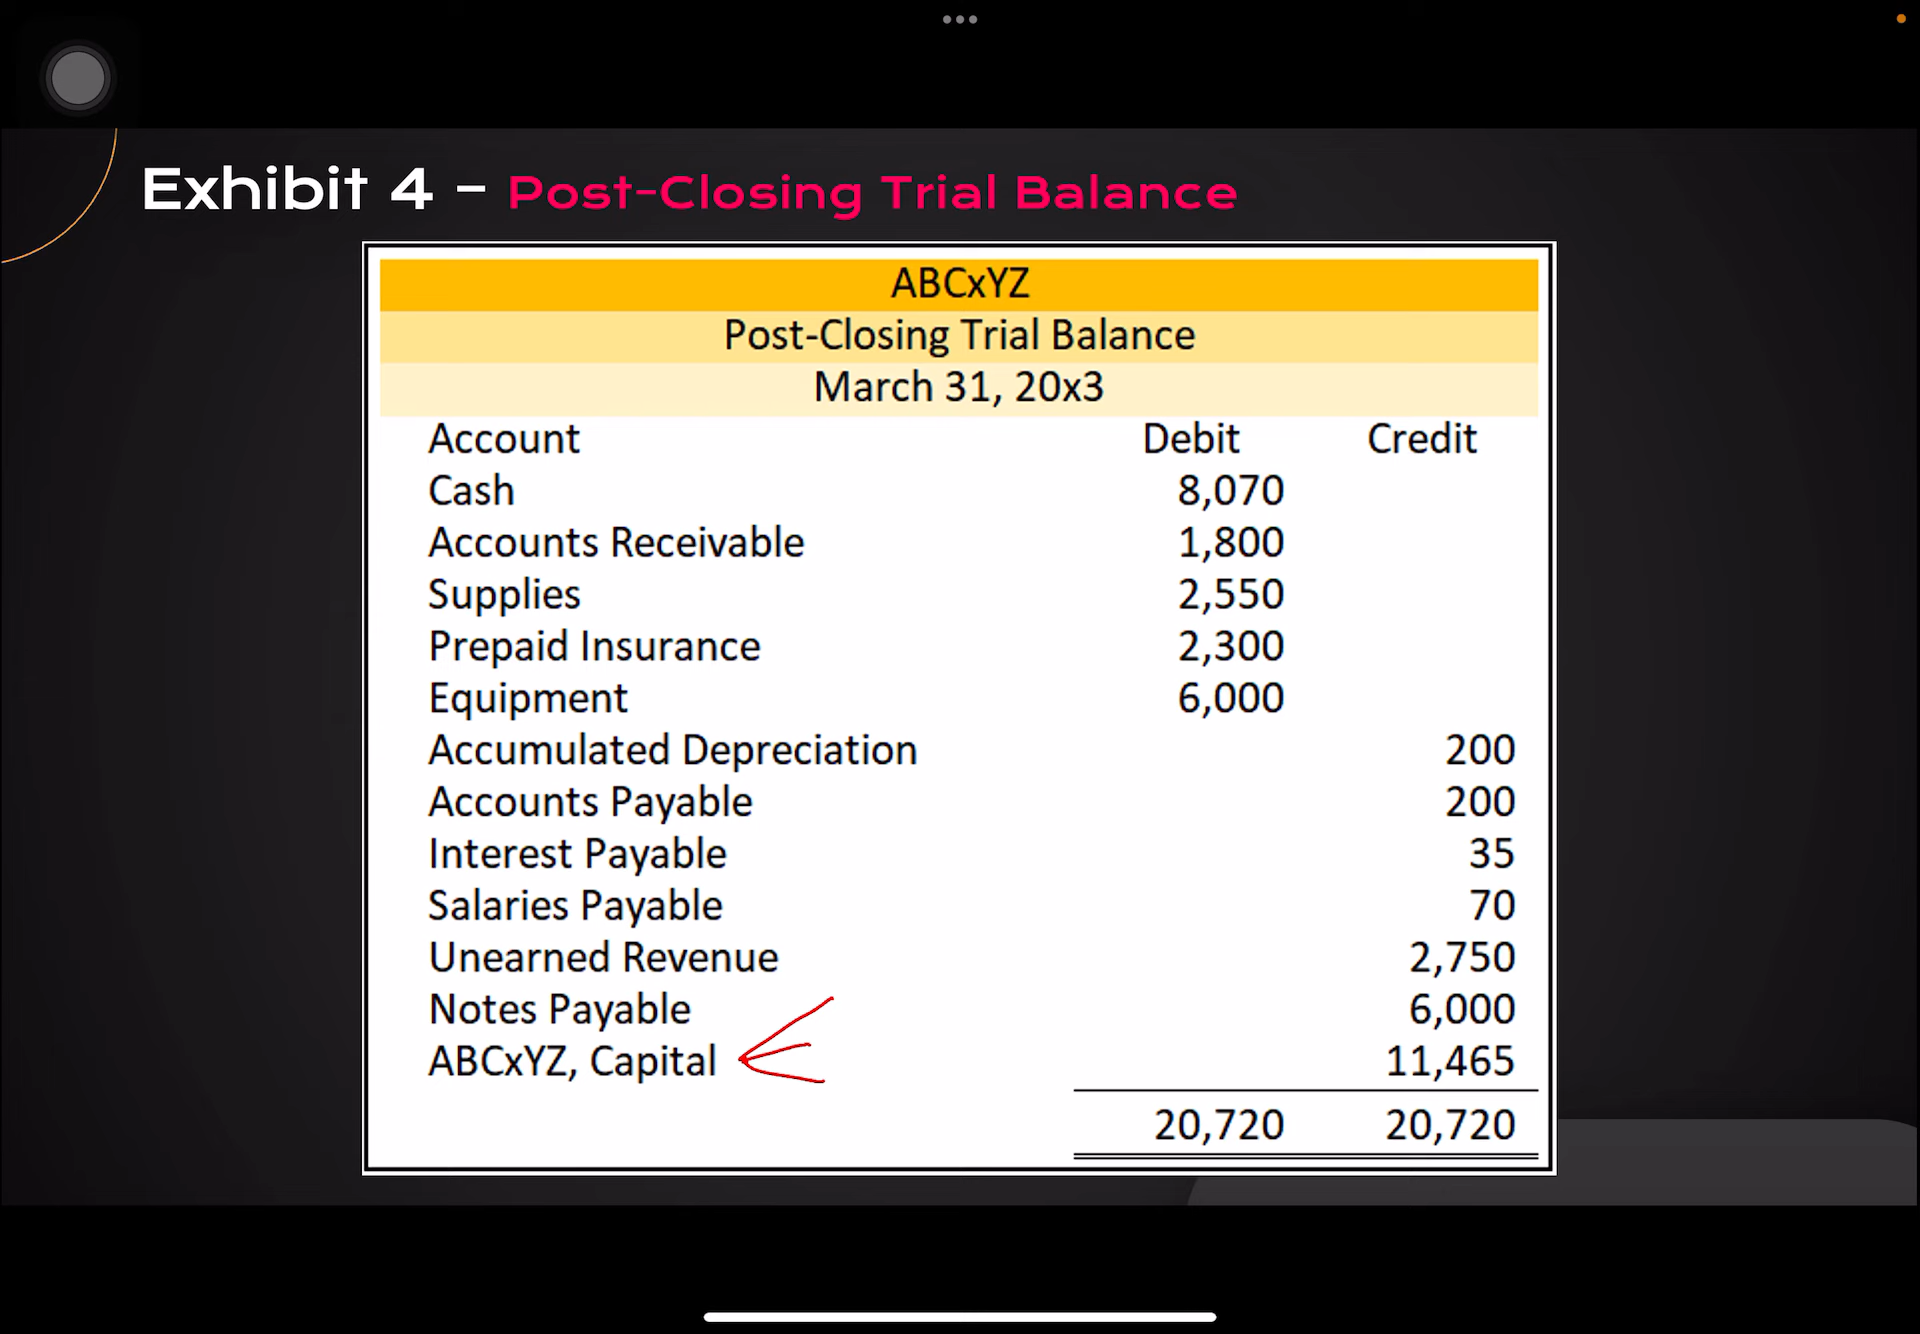 Exhibit 4 – Post-Closing Trial Balance
ABCxYZ
Post-Closing Trial Balance
March 31, 20x3
Account Debit Credit
Cash 8,070
Accounts Receivable 1,800
Supplies 2,550
Prepaid Insurance 2,300
Equipment 6,000
Accumulated Depreciation 200
Accounts Payable 200
Interest Payable 35
Salaries Payable 70
Unearned Revenue 2,750
Notes Payable 6,000
ABCxYZ, Capital 11,465
20,720 20,720